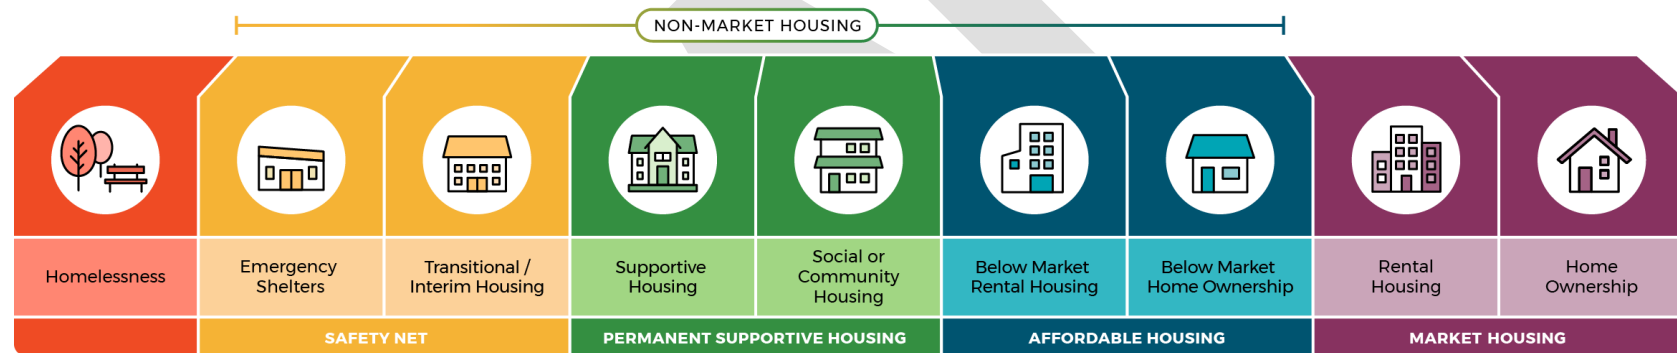 NON-MARKET HOUSING
Homelessness
Emergency
Shelters
Transitional /
Interim Housing
Supportive
Housing
Social or
Community
Housing
Below Market
Rental Housing
Below Market
Home Ownership
Rental
Housing
Home
Ownership
SAFETY NET
PERMANENT SUPPORTIVE HOUSING
AFFORDABLE HOUSING
MARKET HOUSING